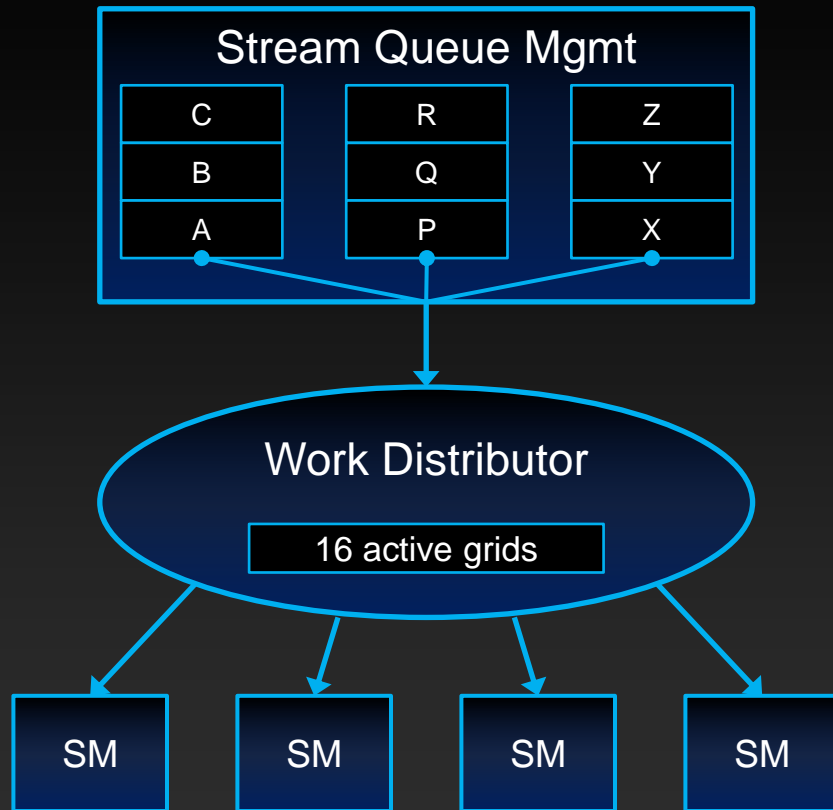 Stream Queue Mgmt
C R Z
B Q Y
A P X
Work Distributor
16 active grids
SM SM SM SM